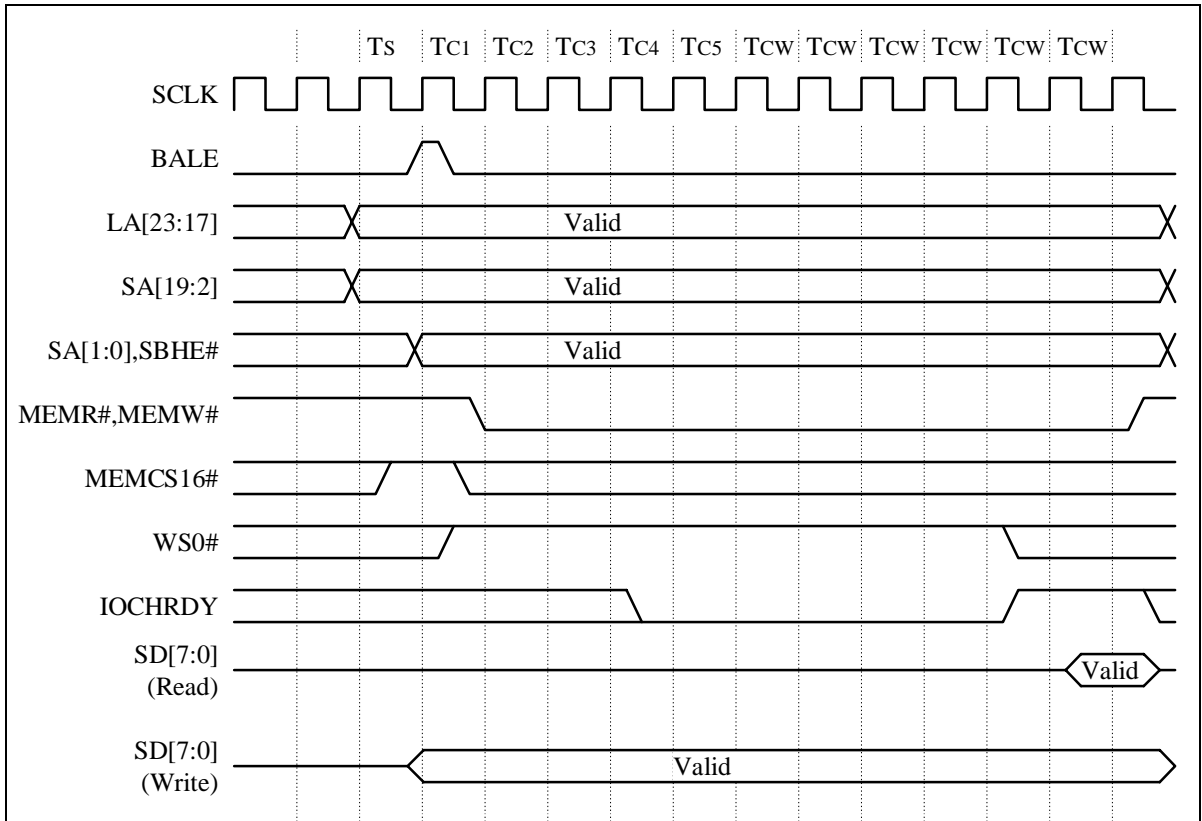 Ts Tc1 Tc2 Tc3 Tc4 Tc5 Tcw Tcw Tcw Tcw Tcw Tcw
SCLK
BALE
LA[23:17] Valid
SA[19:2] Valid
SA[1:0],SBHE# Valid
MEMR#,MEMW#
MEMCS16#
WS0#
IOCHRDY
SD[7:0]
(Read) Valid
SD[7:0]
(Write) Valid